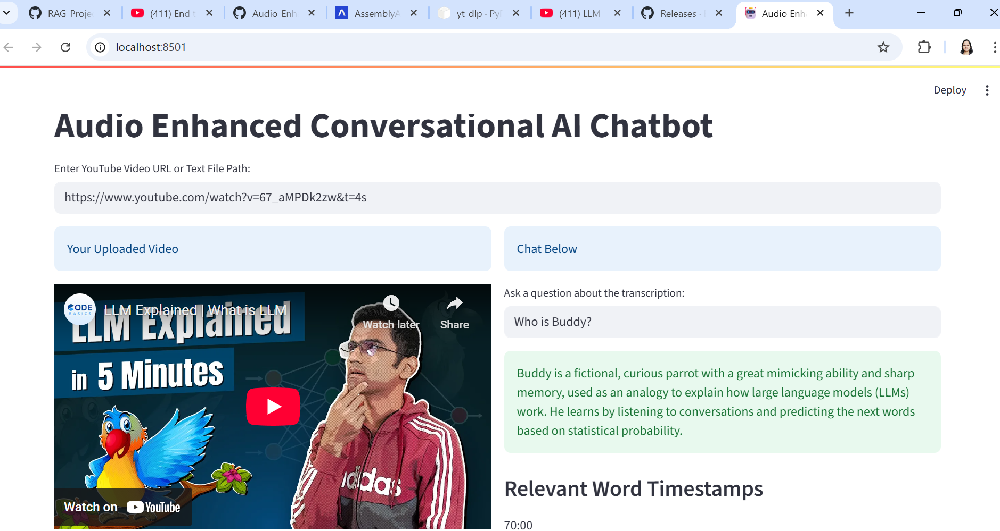 RAG-Proje
(411) End t
Audio-Enh
AssemblyA
yt-dlp · PyP
(411) LLM
Releases ·
Audio Enh
localhost:8501
Deploy
Audio Enhanced Conversational AI Chatbot
Enter YouTube Video URL or Text File Path:
https://www.youtube.com/watch?v=67_aMPDk2zw&t=4s
Your Uploaded Video
Chat Below
CODE
BASICS
LLM Explained | What is LLM
Watch later
Share
LLM Explained
in 5 Minutes
adidas
Watch on YouTube
Ask a question about the transcription:
Who is Buddy?
Buddy is a fictional, curious parrot with a great mimicking ability and sharp
memory, used as an analogy to explain how large language models (LLMs)
work. He learns by listening to conversations and predicting the next words
based on statistical probability.
Relevant Word Timestamps
70:00